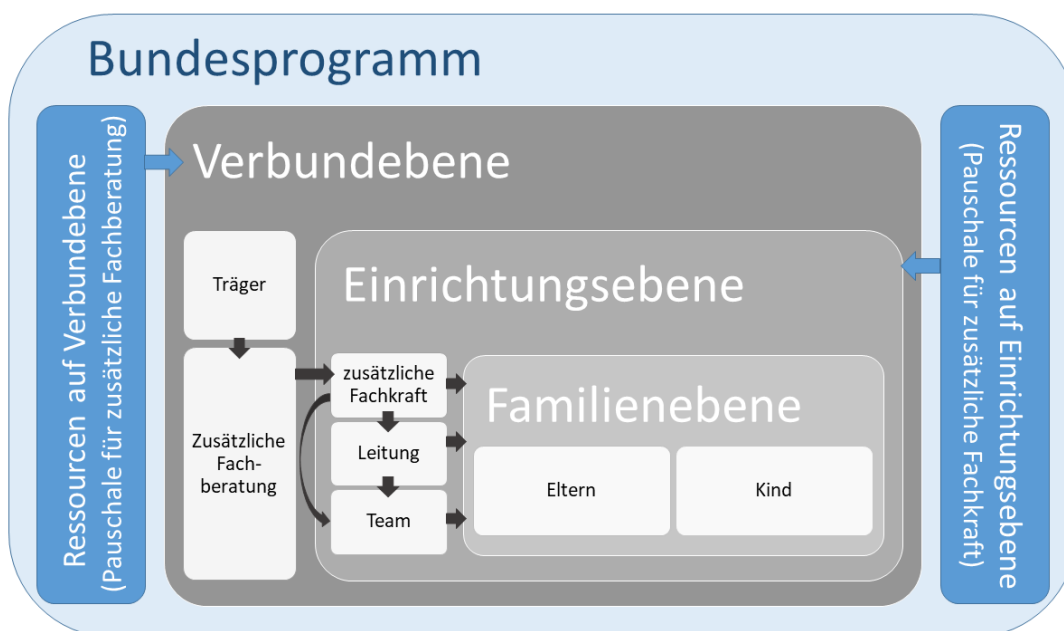 Bundesprogramm
Ressourcen auf Verbundebene
(Pauschale für zusätzliche Fachberatung)
Verbundebene
Träger
Zusätzliche
Fach-
beratung
Einrichtungsebene
zusätzliche
Fachkraft
Leitung
Team
Familienebene
Eltern
Kind
Ressourcen auf Einrichtungsebene
(Pauschale für zusätzliche Fachkraft)